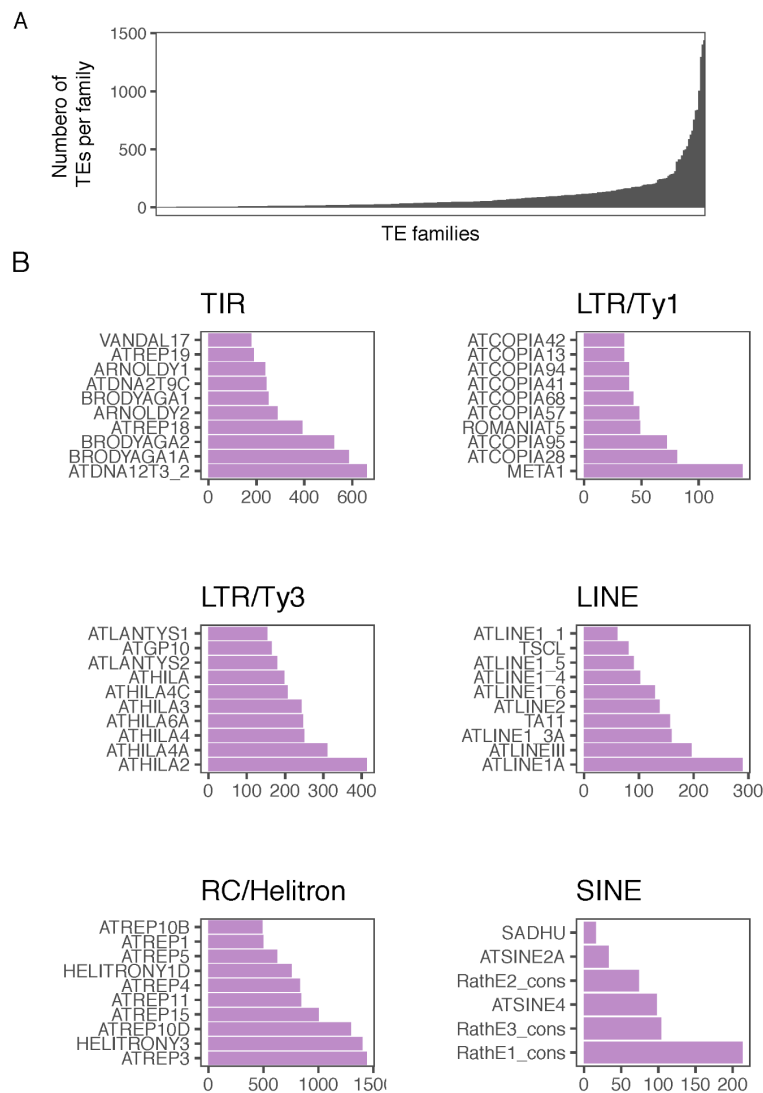 A
Numbero of
TEs per family
1500
1000
500
0
TE families
B
TIR
VANDAL17
ATREP19
ARNOLDY1
ATDNA2T9C
BRODYAGA1
ARNOLDY2
ATREP18
BRODYAGA2
BRODYAGA1A
ATDNA12T3_2
0 200 400 600
LTR/Ty1
ATCOPIA42
ATCOPIA13
ATCOPIA94
ATCOPIA41
ATCOPIA68
ATCOPIA57
ROMANIAT5
ATCOPIA95
ATCOPIA28
META1
0 50 100
LTR/Ty3
ATLANTYS1
ATGP10
ATLANTYS2
ATHILA
ATHILA4C
ATHILA3
ATHILA6A
ATHILA4
ATHILA4A
ATHILA2
0 100 200 300 400
LINE
ATLINE1_1
TSCL
ATLINE1_5
ATLINE1_4
ATLINE1_6
ATLINE2
TA11
ATLINE1_3A
ATLINEIII
ATLINE1A
0 100 200 300
RC/Helitron
ATREP10B
ATREP1
ATREP5
HELITRONY1D
ATREP4
ATREP11
ATREP15
ATREP10D
HELITRONY3
ATREP3
0 500 1000 1500
SINE
SADHU
ATSINE2A
RathE2_cons
ATSINE4
RathE3_cons
RathE1_cons
0 50 100 150 200